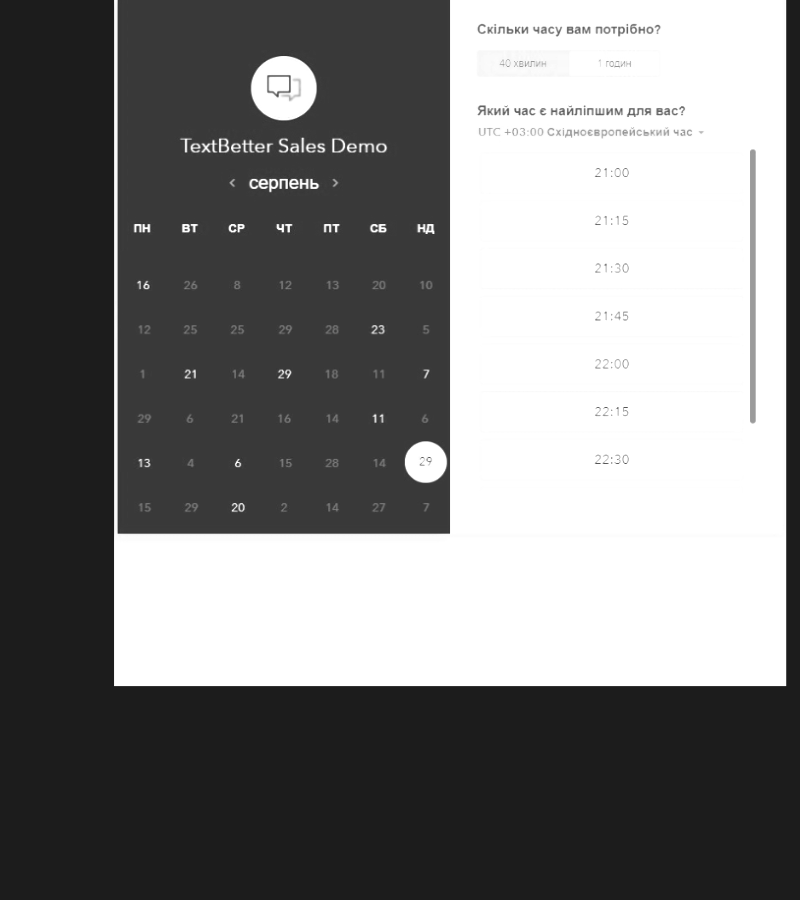 TextBetter Sales Demo
серпень
ПН ВТ СР ЧТ ПТ СБ НД
16 26 8 12 13 20 10
12 25 25 29 28 23 5
1 21 14 29 18 11 7
29 6 21 16 14 11 6
13 4 6 15 28 14 29
15 29 20 2 14 27 7
Скільки часу вам потрібно?
40 хвилин 1 годин
Який час є найліпшим для вас?
UTC +03:00 Східноєвропейський час
21:00
21:15
21:30
21:45
22:00
22:15
22:30